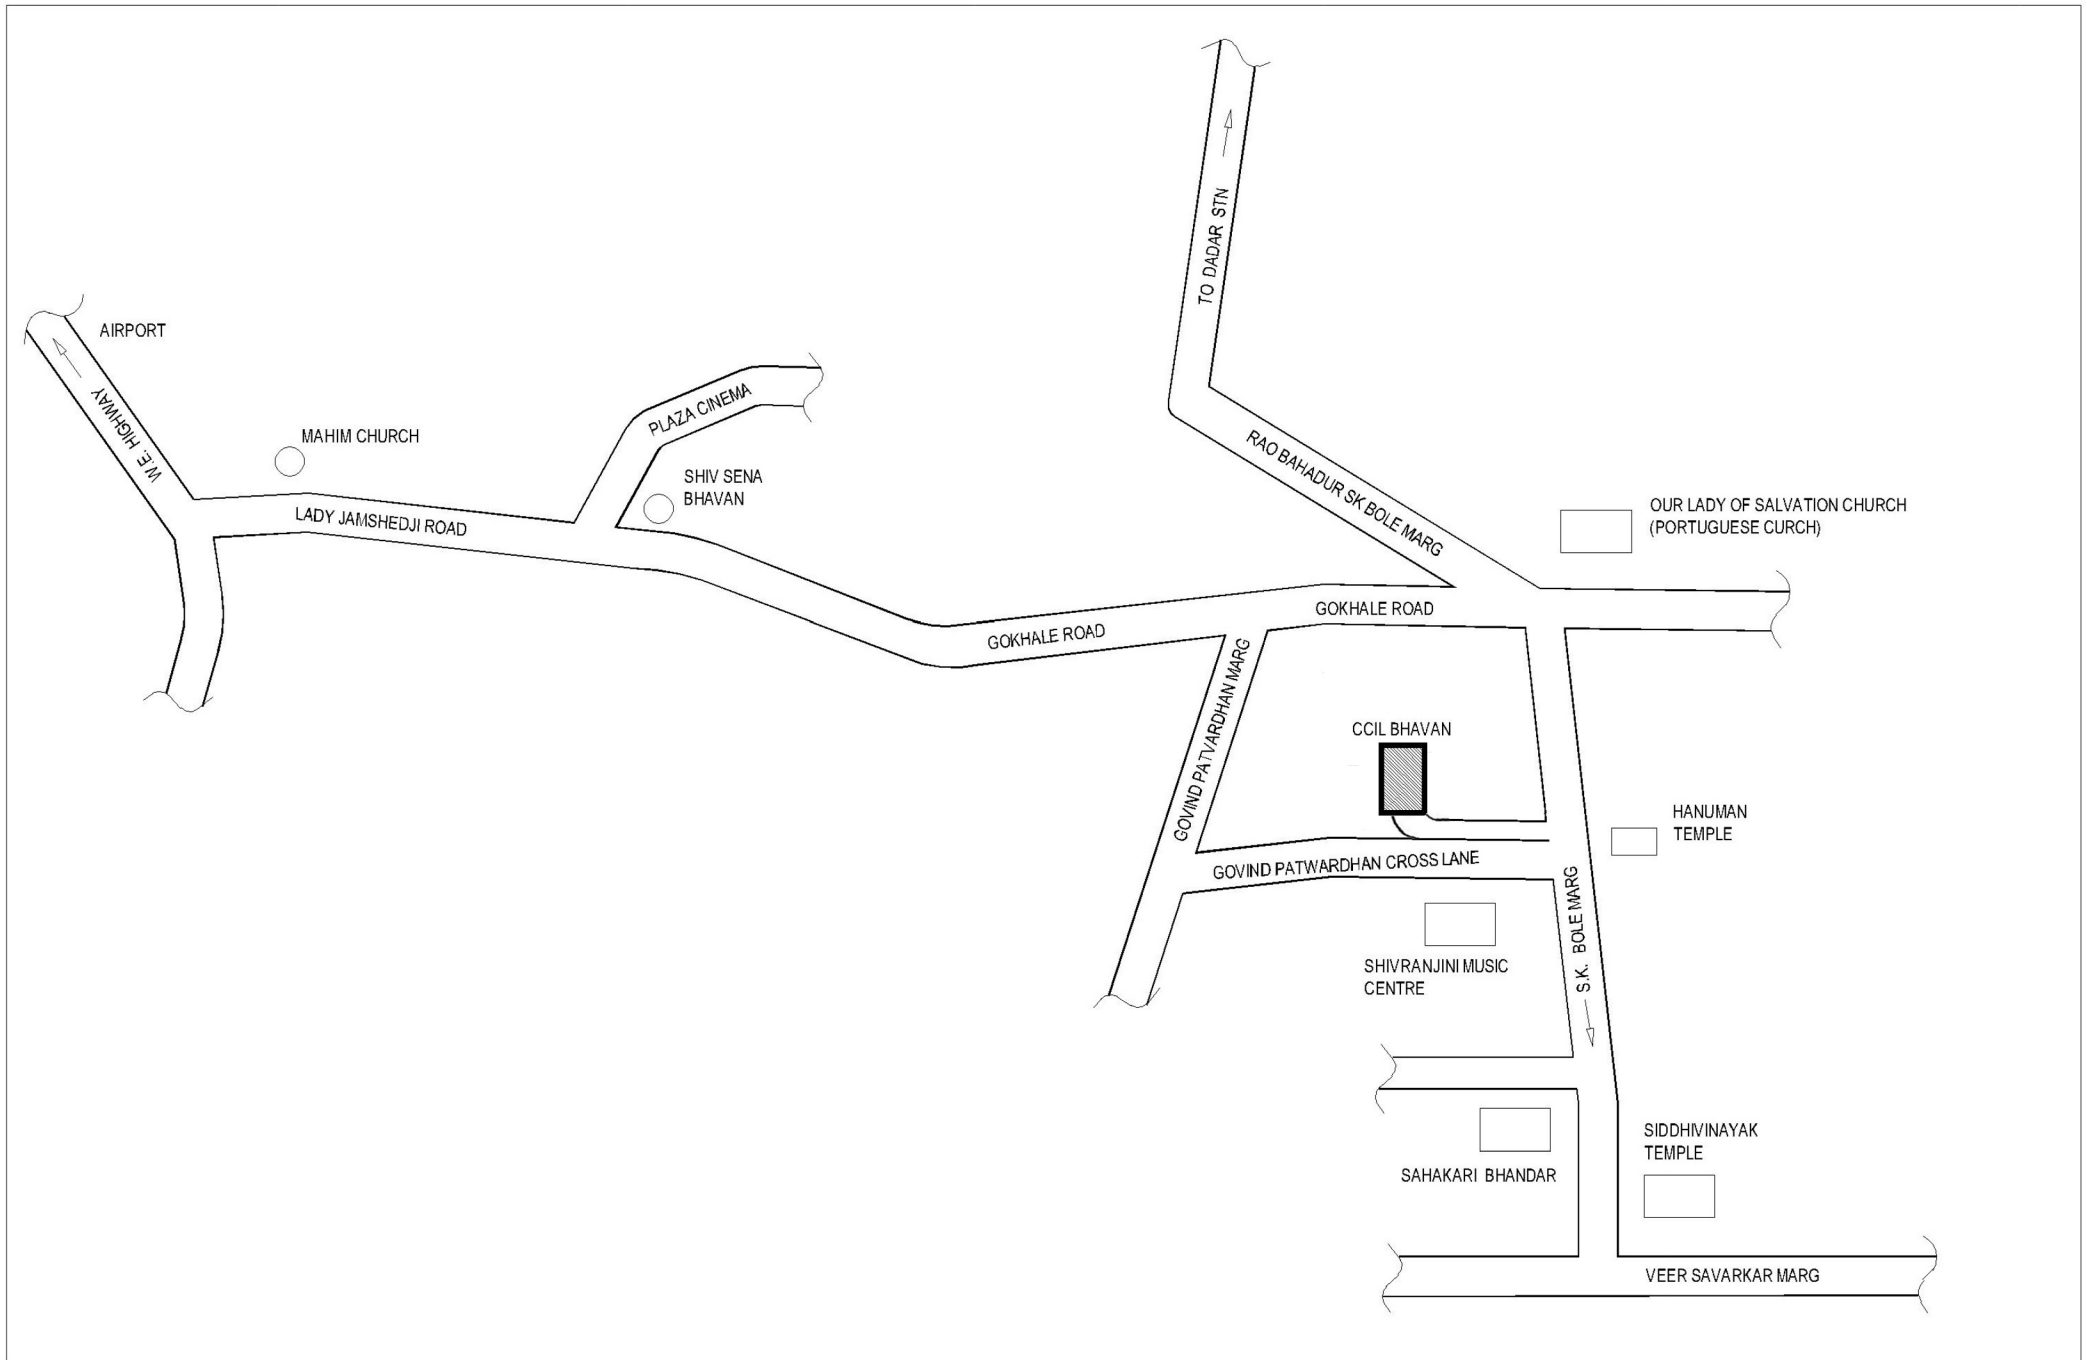 TO DADAR STN
AIRPORT
W.E. HIGHWAY
MAHIM CHURCH
PLAZA CINEMA
SHIV SENA
BHAVAN
LADY JAMSHEDJI ROAD
RAO BAHADUR SK BOLE MARG
OUR LADY OF SALVATION CHURCH
(PORTUGUESE CURCH)
GOKHALE ROAD
GOKHALE ROAD
GOVIND PATVARDHAN MARG
CCIL BHAVAN
HANUMAN
TEMPLE
GOVIND PATWARDHAN CROSS LANE
S.K. BOLE MARG
SHIVRANJINI MUSIC
CENTRE
SIDDHIVINAYAK
TEMPLE
SAHAKARI BHANDAR
VEER SAVARKAR MARG